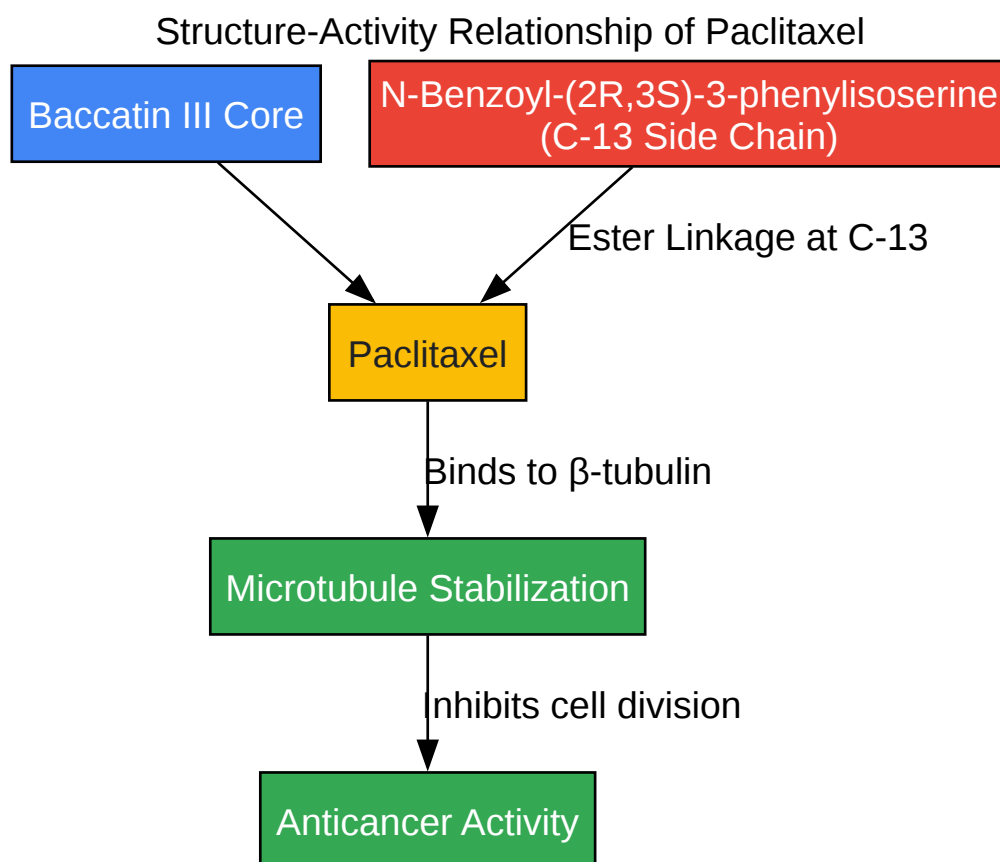 Structure-Activity Relationship of Paclitaxel
Baccatin III Core
N-Benzoyl-(2R,3S)-3-phenylisoserine
(C-13 Side Chain)
Ester Linkage at C-13
Paclitaxel
Binds to β-tubulin
Microtubule Stabilization
Inhibits cell division
Anticancer Activity